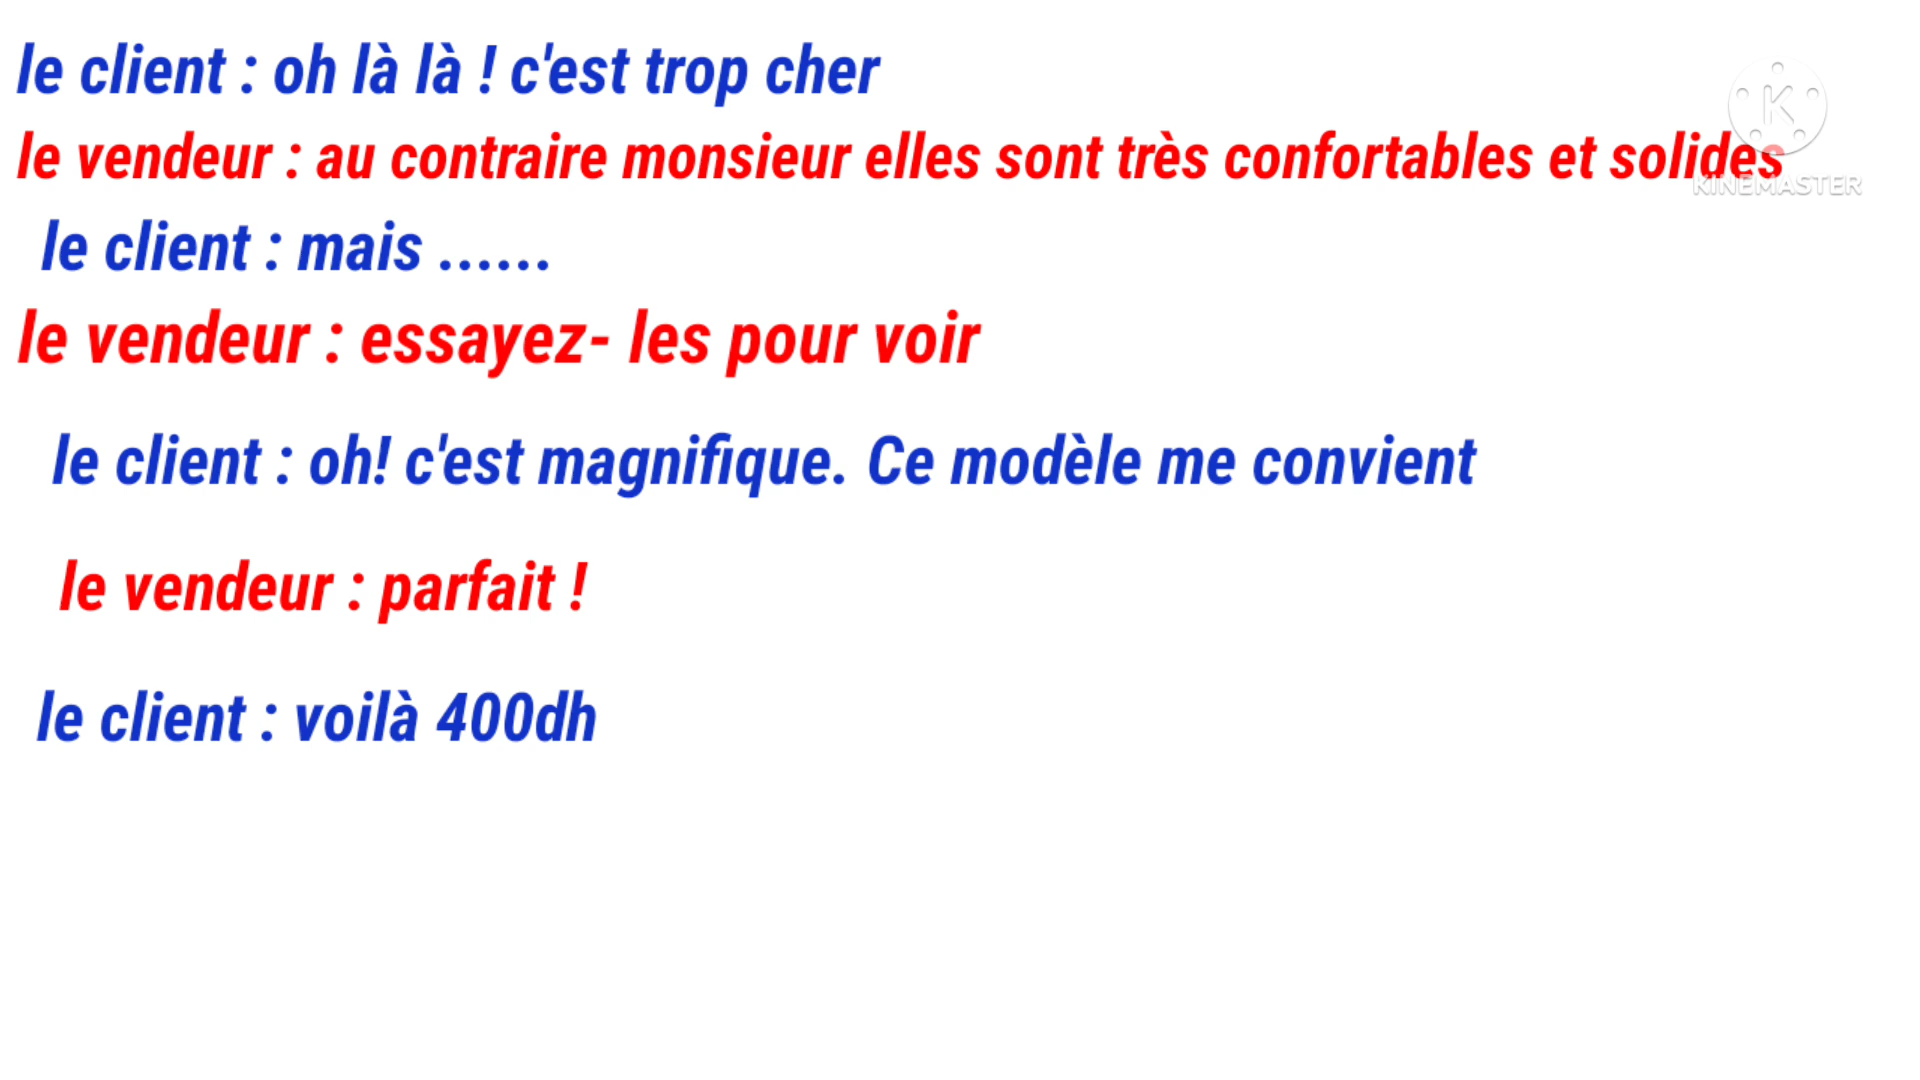 le client : oh là là ! c'est trop cher
le vendeur : au contraire monsieur elles sont très confortables et solides
le client : mais ......
le vendeur : essayez- les pour voir
le client : oh! c'est magnifique. Ce modèle me convient
le vendeur : parfait !
le client : voilà 400dh
K
KINEMASTER